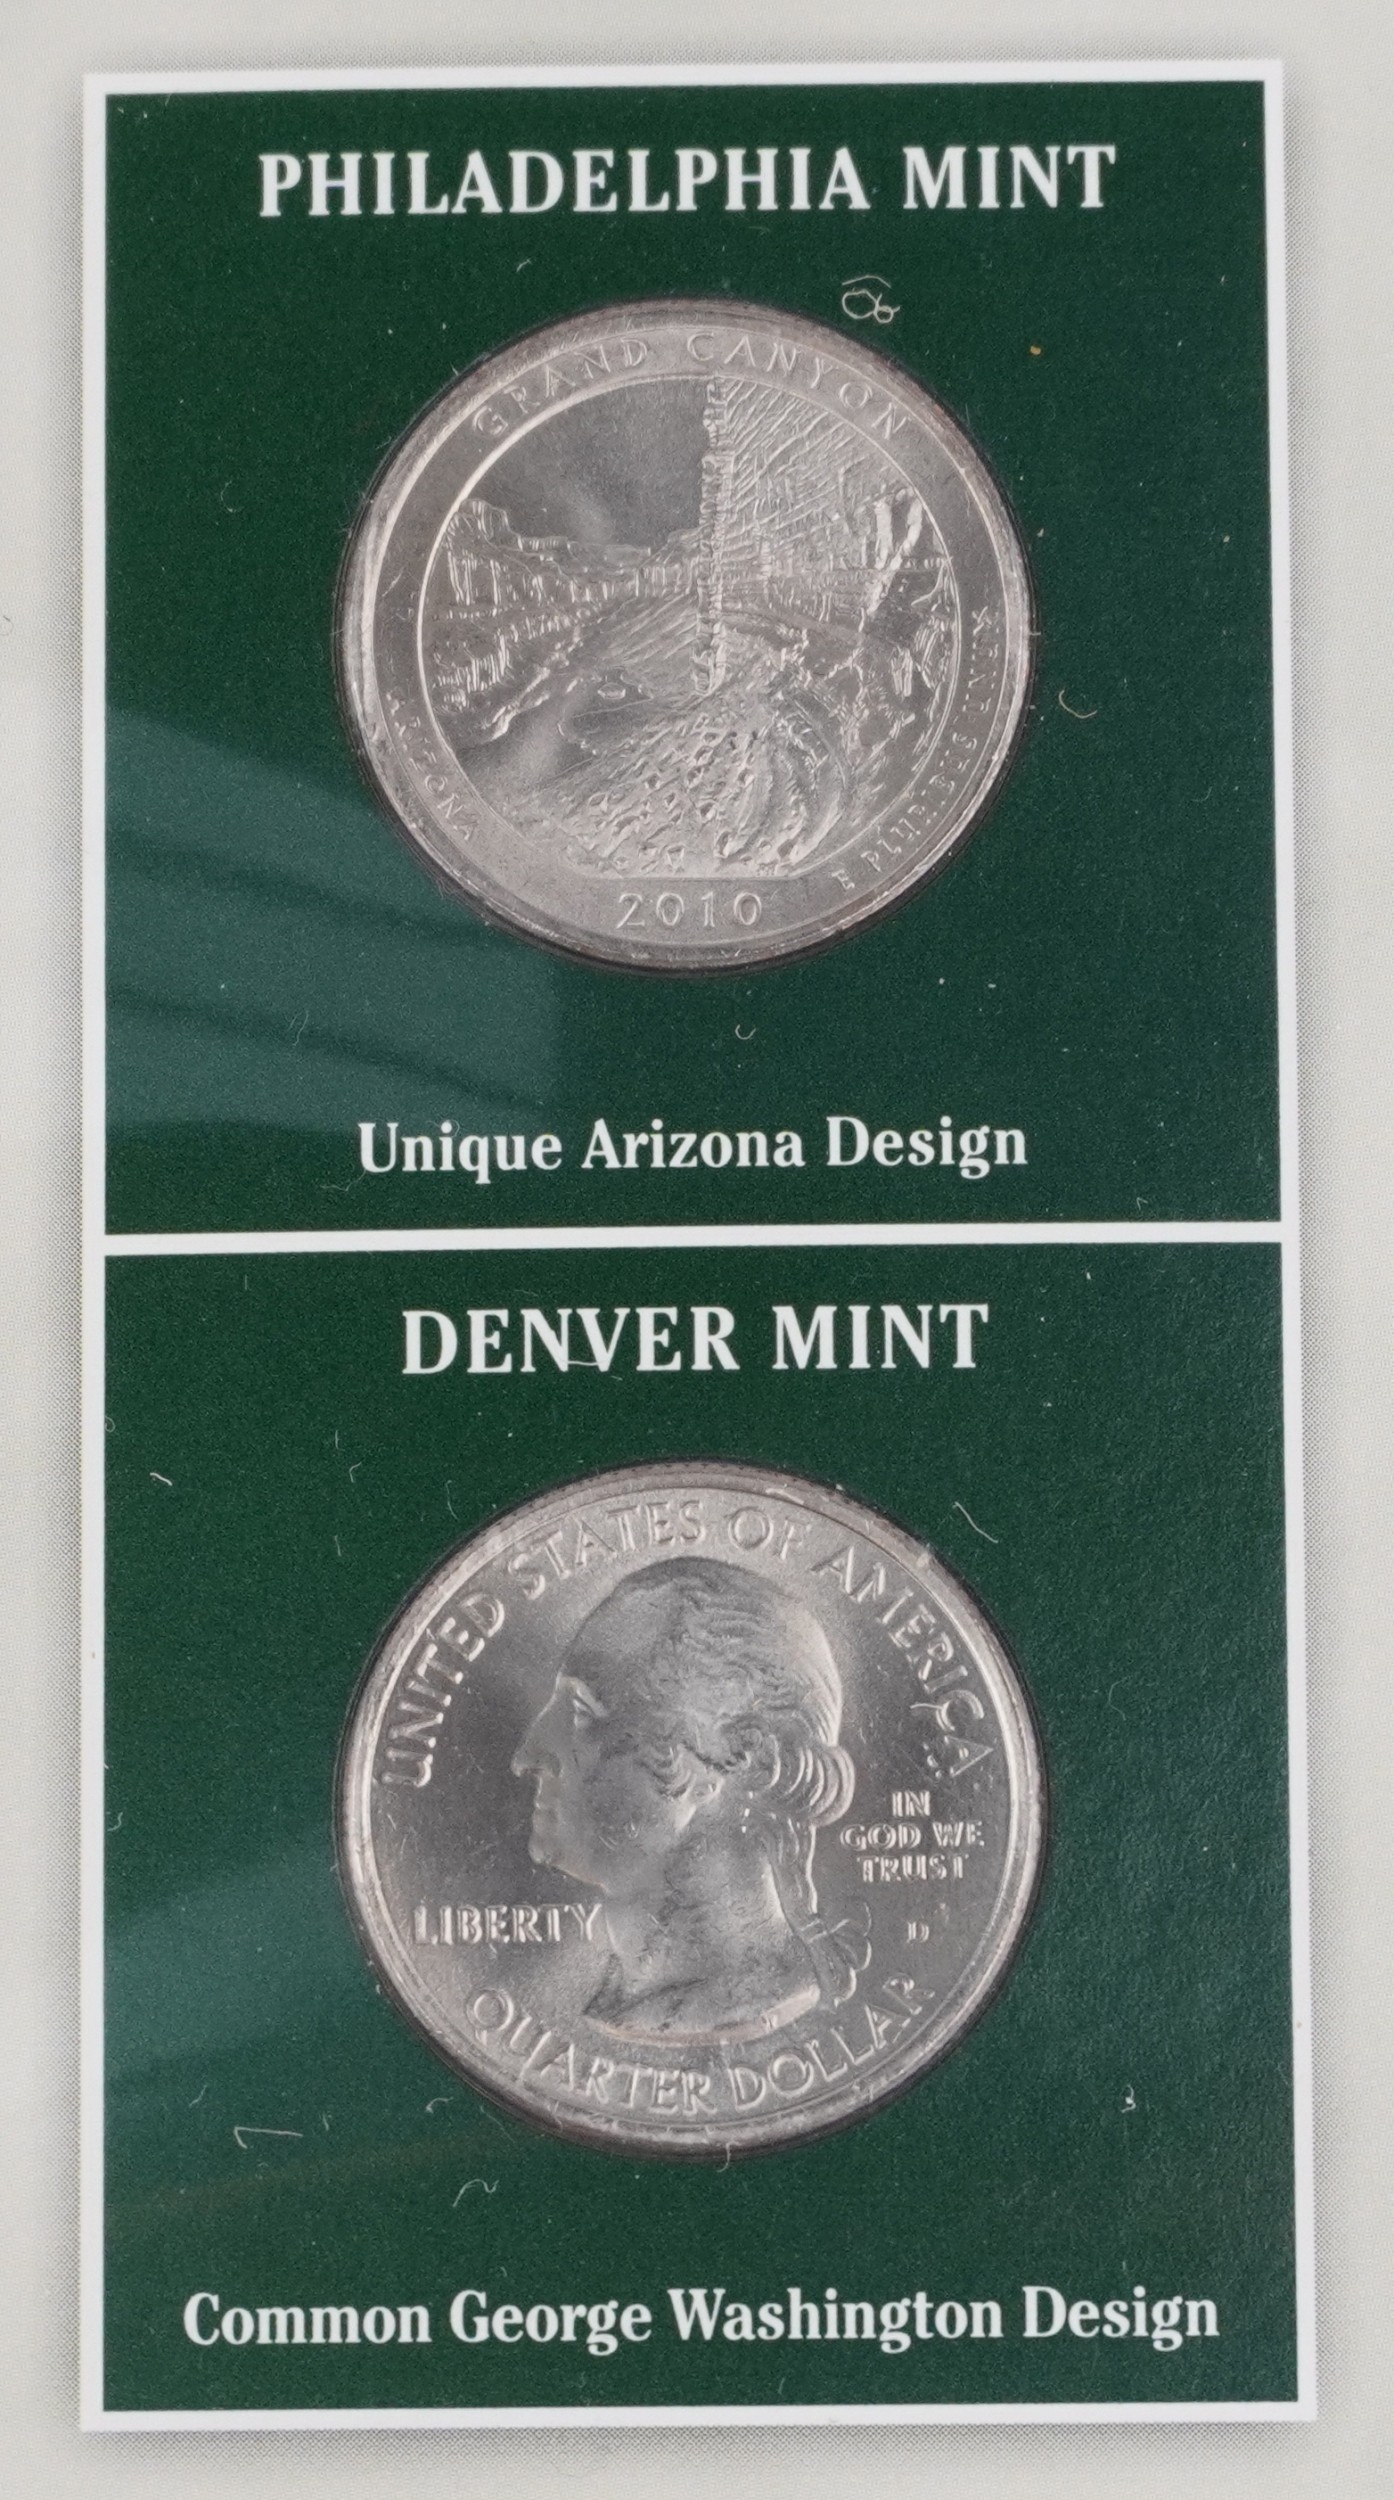 PHILADELPHIA MINT
GRAND CANYON
ARIZONA
E PLURIBUS UNUM
2010
Unique Arizona Design
DENVER MINT
UNITED STATES OF AMERICA
IN
GOD WE
TRUST
LIBERTY
D
QUARTER DOLLAR
Common George Washington Design